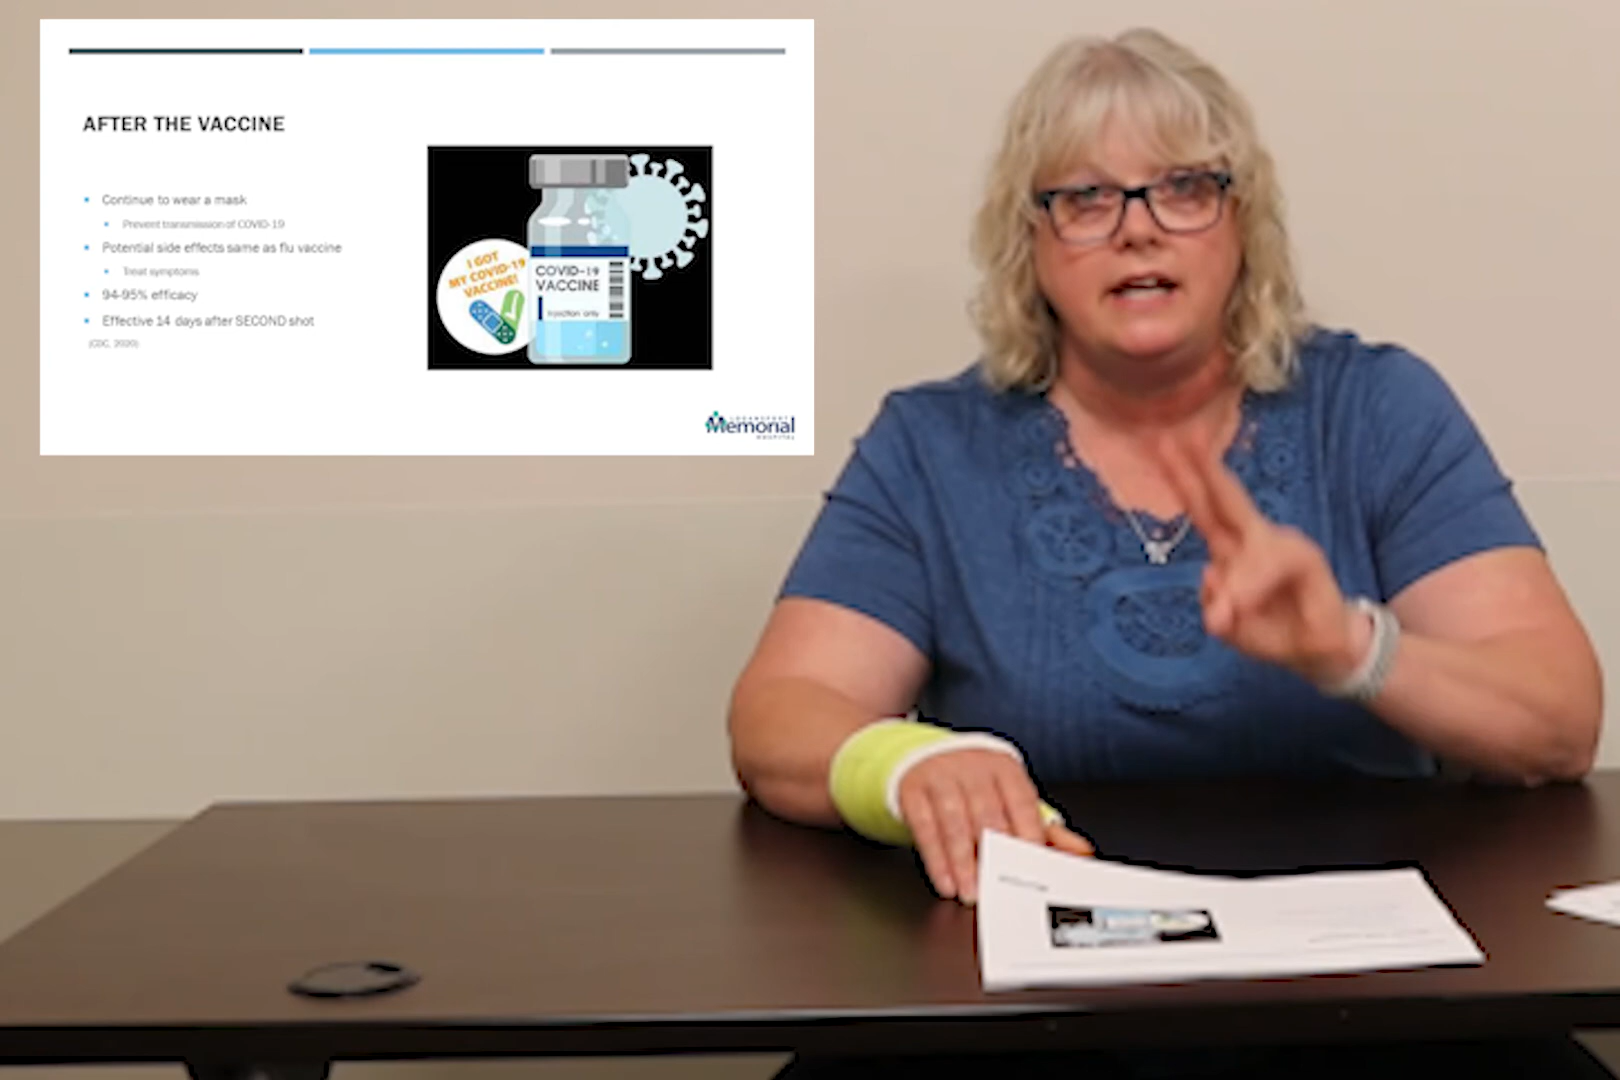 AFTER THE VACCINE
Continue to wear a mask
Prevent transmission of COVID-19
Potential side effects same as flu vaccine
Treat symptoms
94-95% efficacy
Effective 14 days after SECOND shot
(CDC, 2020)
I GOT
MY COVID-19
VACCINE!
COVID-19
VACCINE
Injection only
Memorial
HOSPITAL